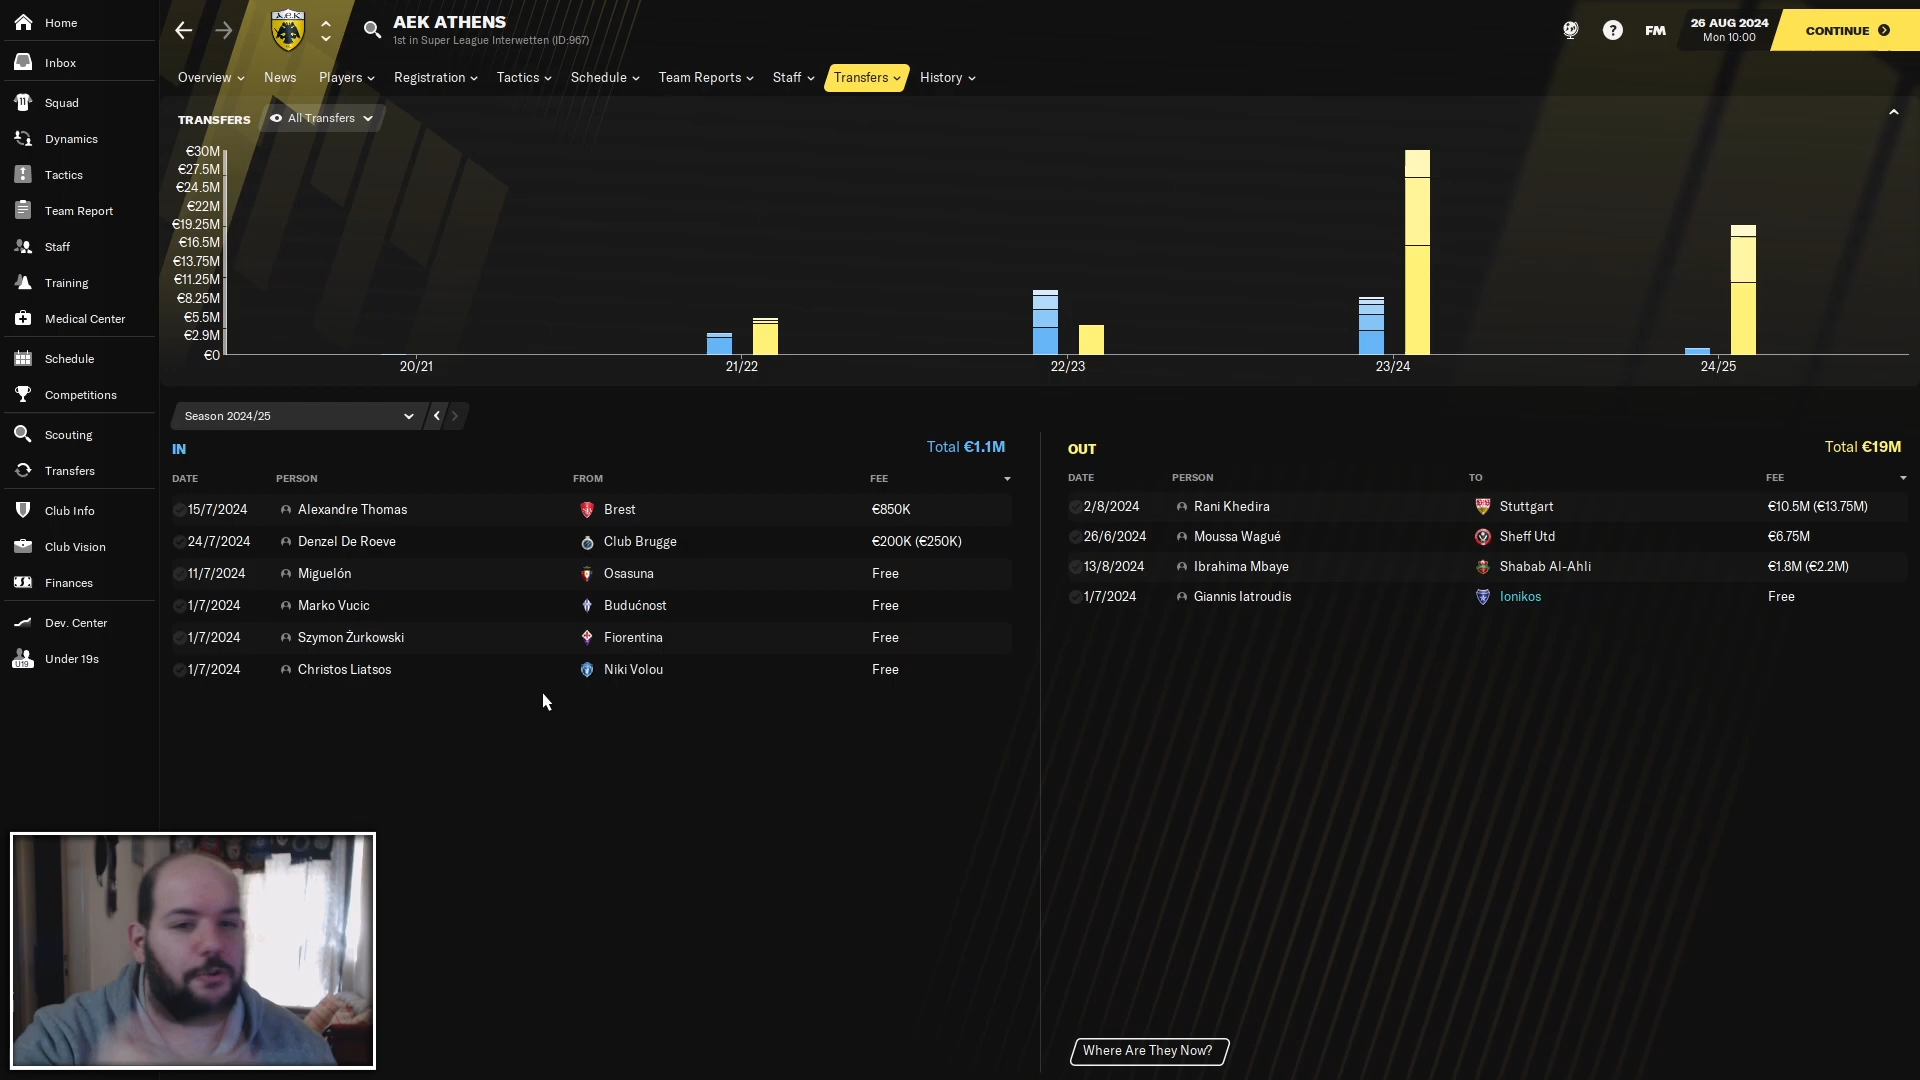 Home
Inbox
Squad
Dynamics
Tactics
Team Report
Staff
Training
Medical Center
Schedule
Competitions
Scouting
Transfers
Club Info
Club Vision
Finances
Dev. Center
Under 19s
AEK ATHENS
1st in Super League Interwetten (ID:967)
FM
26 AUG 2024
Mon 10:00
CONTINUE
Overview News Players Registration Tactics Schedule Team Reports Staff Transfers History
TRANSFERS All Transfers
€30M
€27.5M
€24.5M
€22M
€19.25M
€16.5M
€13.75M
€11.25M
€8.25M
€5.5M
€2.9M
€0
20/21 21/22 22/23 23/24 24/25
Season 2024/25
IN Total €1.1M
DATE PERSON FROM FEE
15/7/2024 Alexandre Thomas Brest €850K
24/7/2024 Denzel De Roeve Club Brugge €200K (€250K)
11/7/2024 Miguelón Osasuna Free
1/7/2024 Marko Vucic Budućnost Free
1/7/2024 Szymon Żurkowski Fiorentina Free
1/7/2024 Christos Liatsos Niki Volou Free
OUT Total €19M
DATE PERSON TO FEE
2/8/2024 Rani Khedira Stuttgart €10.5M (€13.75M)
26/6/2024 Moussa Wagué Sheff Utd €6.75M
13/8/2024 Ibrahima Mbaye Shabab Al-Ahli €1.8M (€2.2M)
1/7/2024 Giannis Iatroudis Ionikos Free
Where Are They Now?